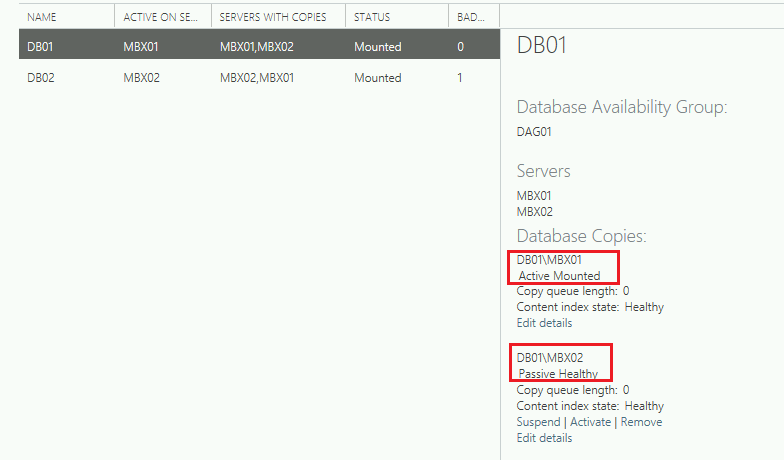 NAME ACTIVE ON SE... SERVERS WITH COPIES STATUS BAD...
DB01 MBX01 MBX01,MBX02 Mounted 0
DB02 MBX02 MBX02,MBX01 Mounted 1
DB01
Database Availability Group:
DAG01
Servers
MBX01
MBX02
Database Copies:
DB01\MBX01
Active Mounted
Copy queue length: 0
Content index state: Healthy
Edit details
DB01\MBX02
Passive Healthy
Copy queue length: 0
Content index state: Healthy
Suspend | Activate | Remove
Edit details